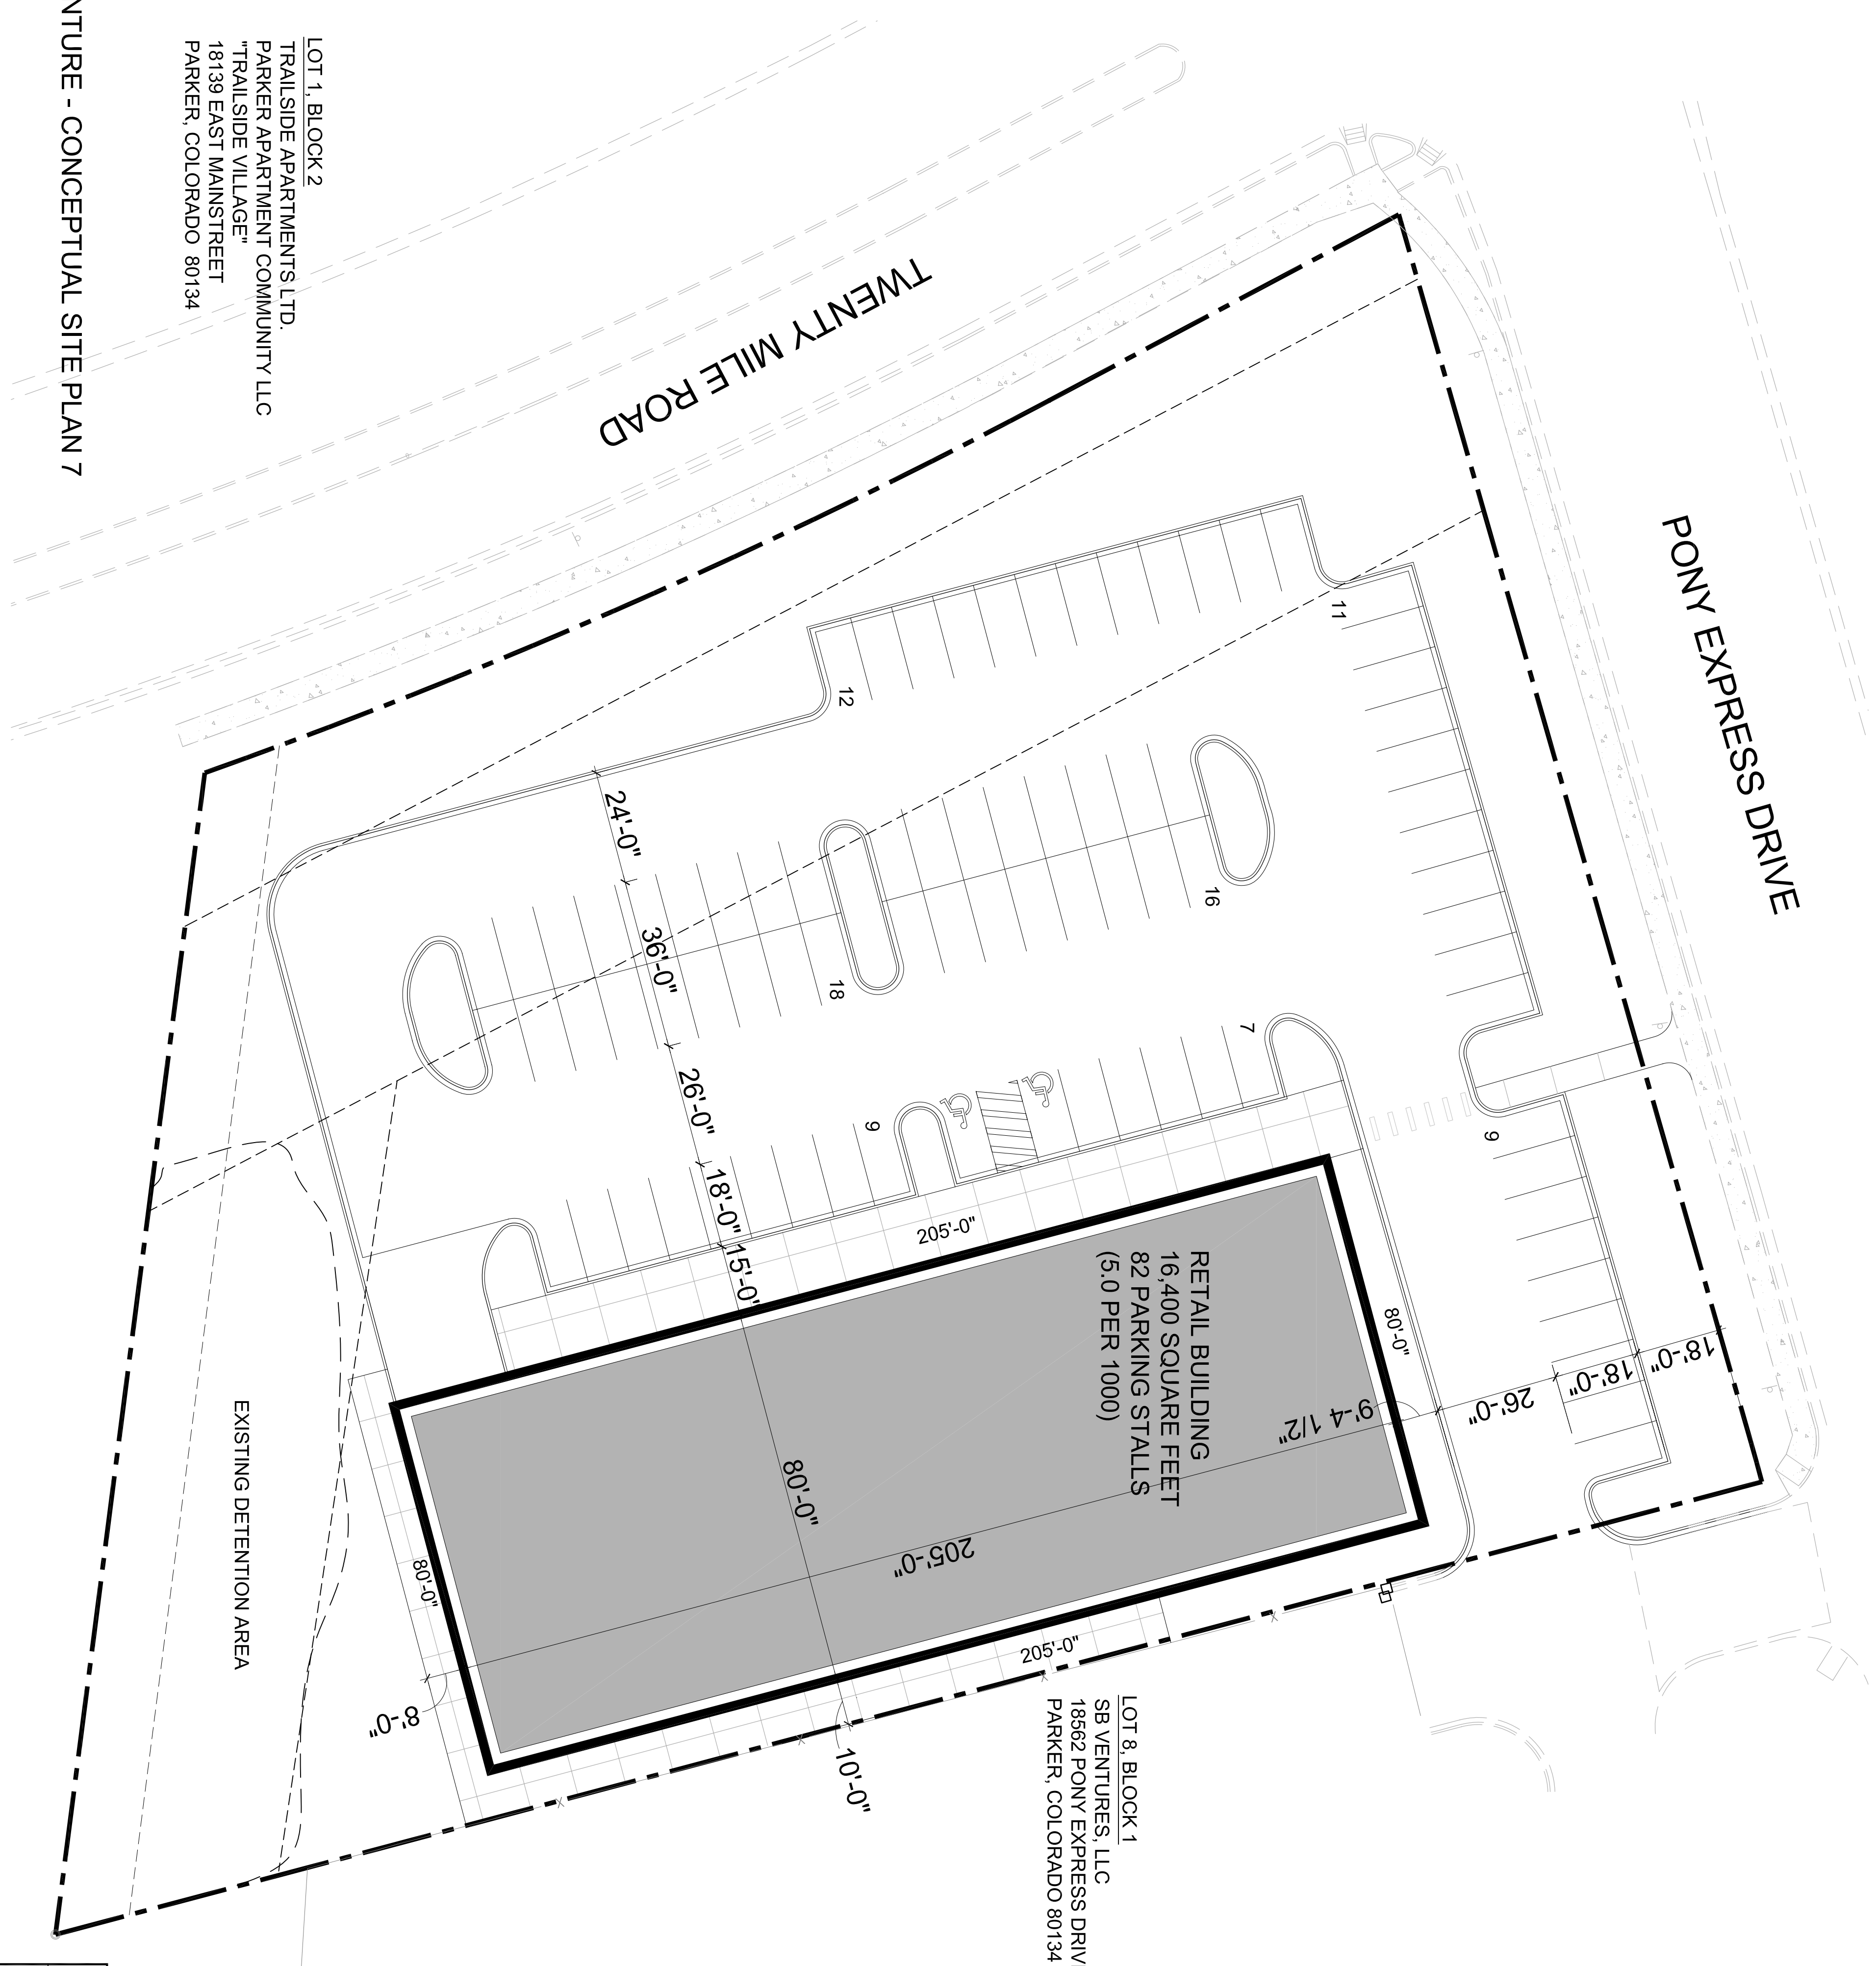 NTURE - CONCEPTUAL SITE PLAN 7
LOT 1, BLOCK 2
TRAILSIDE APARTMENTS LTD.
PARKER APARTMENT COMMUNITY LLC
"TRAILSIDE VILLAGE"
18139 EAST MAINSTREET
PARKER, COLORADO 80134
TWENTY MILE ROAD
PONY EXPRESS DRIVE
11
12
16
18
7
9
9
24'-0"
36'-0"
26'-0"
18'-0"
15'-0"
205'-0"
RETAIL BUILDING
16,400 SQUARE FEET
82 PARKING STALLS
(5.0 PER 1000)
80'-0"
9'-4 1/2"
26'-0"
18'-0"
18'-0"
80'-0"
205'-0"
80'-0"
8'-0"
205'-0"
10'-0"
EXISTING DETENTION AREA
LOT 8, BLOCK 1
SB VENTURES, LLC
18562 PONY EXPRESS DRIV
PARKER, COLORADO 80134